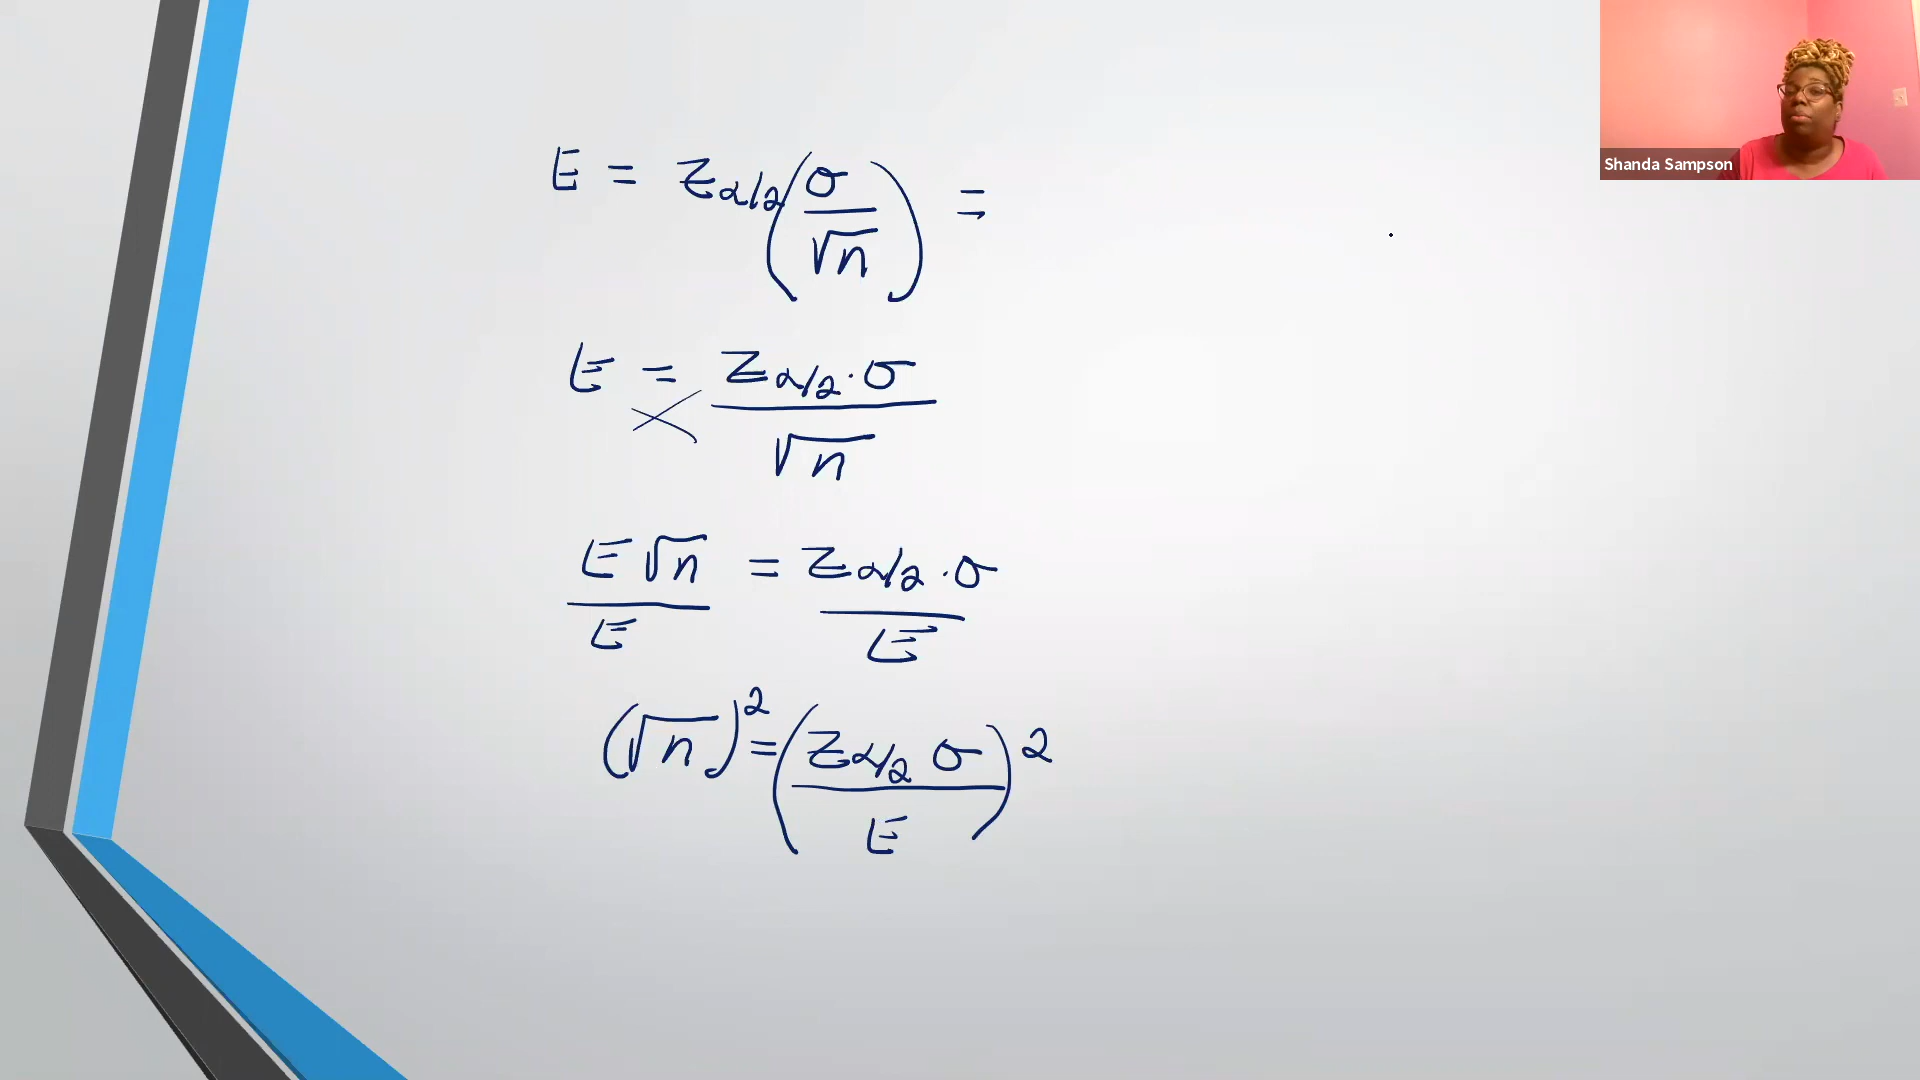 E = Zα/2 (σ/√n) =
E = Zα/2 · σ / √n
E√n / E = Zα/2 · σ / E
(√n)² = (Zα/2 σ / E)²
Shanda Sampson